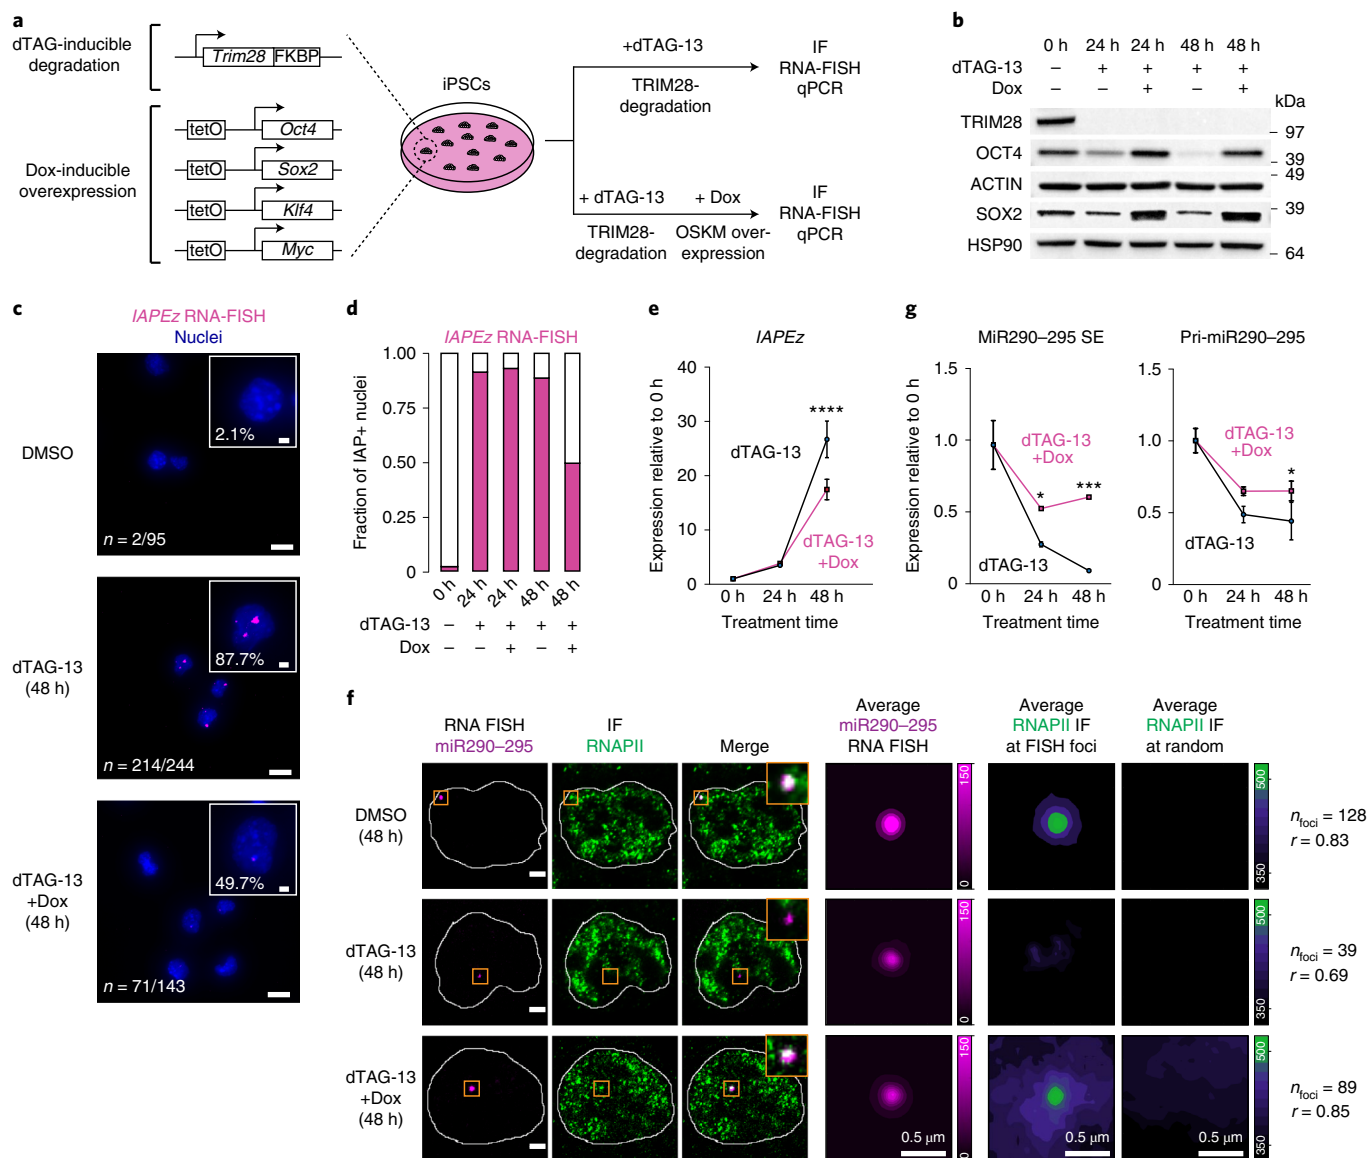 a
dTAG-inducible
degradation
Trim28 FKBP
Dox-inducible
overexpression
tetO Oct4
tetO Sox2
tetO Klf4
tetO Myc
iPSCs
+dTAG-13
TRIM28-
degradation
IF
RNA-FISH
qPCR
+ dTAG-13 + Dox
TRIM28-
degradation
OSKM over-
expression
IF
RNA-FISH
qPCR
b
0 h 24 h 24 h 48 h 48 h
dTAG-13 – + + + +
Dox – – + – +
kDa
TRIM28
97
OCT4
39
49
ACTIN
SOX2
39
HSP90
64
c
IAPEz RNA-FISH
Nuclei
DMSO
2.1%
n = 2/95
dTAG-13
(48 h)
87.7%
n = 214/244
dTAG-13
+Dox
(48 h)
49.7%
n = 71/143
d
IAPEz RNA-FISH
Fraction of IAP+ nuclei
1.00
0.75
0.50
0.25
0
0 h 24 h 24 h 48 h 48 h
dTAG-13 – + + + +
Dox – – + – +
e
IAPEz
Expression relative to 0 h
40
30
20
10
0
****
dTAG-13
dTAG-13
+Dox
0 h 24 h 48 h
Treatment time
g
MiR290–295 SE
Expression relative to 0 h
1.5
1.0
0.5
0
dTAG-13
+Dox
* ***
dTAG-13
0 h 24 h 48 h
Treatment time
Pri-miR290–295
1.5
1.0
0.5
0
dTAG-13
+Dox
*
dTAG-13
0 h 24 h 48 h
Treatment time
f
RNA FISH
miR290–295
IF
RNAPII
Merge
Average
miR290–295
RNA FISH
Average
RNAPII IF
at FISH foci
Average
RNAPII IF
at random
DMSO
(48 h)
150
0
500
350
nfoci = 128
r = 0.83
dTAG-13
(48 h)
150
0
500
350
nfoci = 39
r = 0.69
dTAG-13
+Dox
(48 h)
0.5 μm
150
0
0.5 μm
0.5 μm
500
350
nfoci = 89
r = 0.85